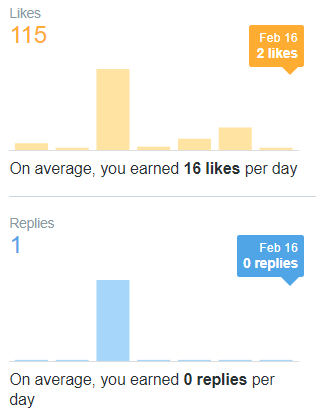 Likes
115
Feb 16
2 likes
On average, you earned 16 likes per day
Replies
1
Feb 16
0 replies
On average, you earned 0 replies per
day